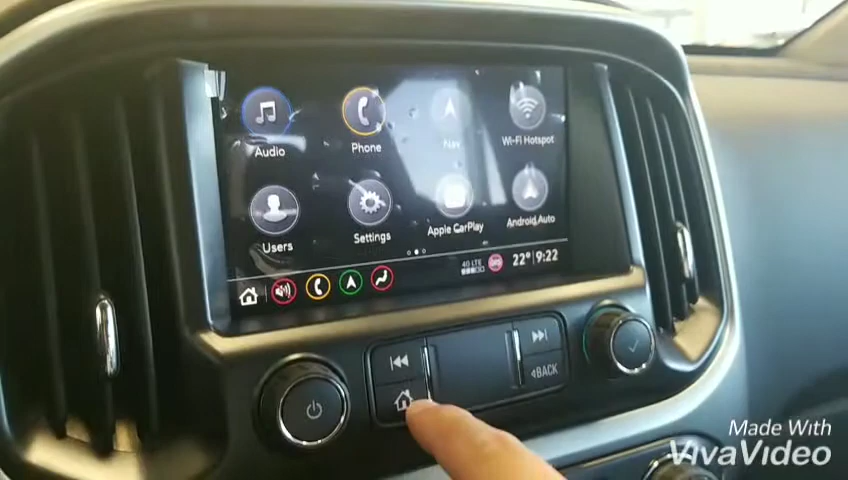 Audio
Phone
Nav
Wi-Fi Hotspot
Users
Settings
Apple CarPlay
Android Auto
4G LTE
22° 9:22
BACK
Made With
VivaVideo